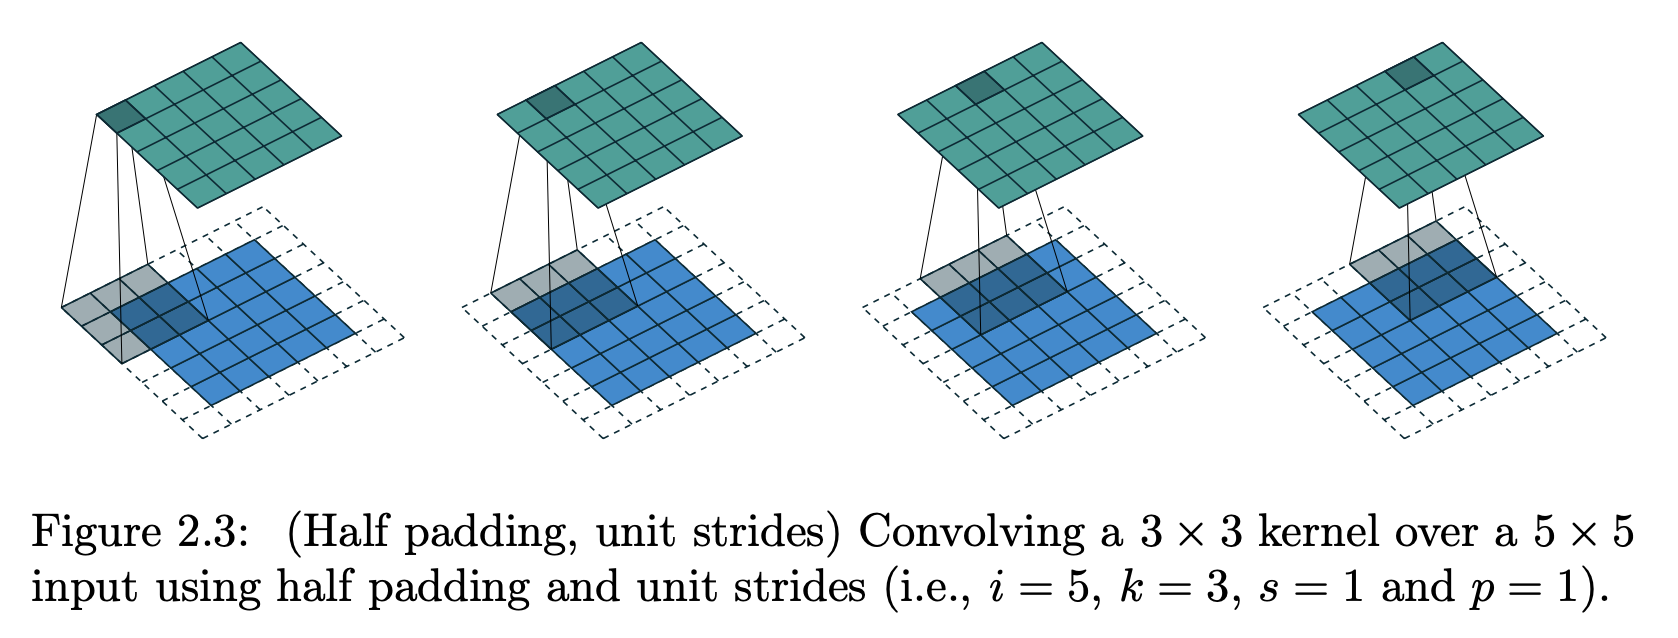 Figure 2.3: (Half padding, unit strides) Convolving a 3 × 3 kernel over a 5 × 5
input using half padding and unit strides (i.e., i = 5, k = 3, s = 1 and p = 1).